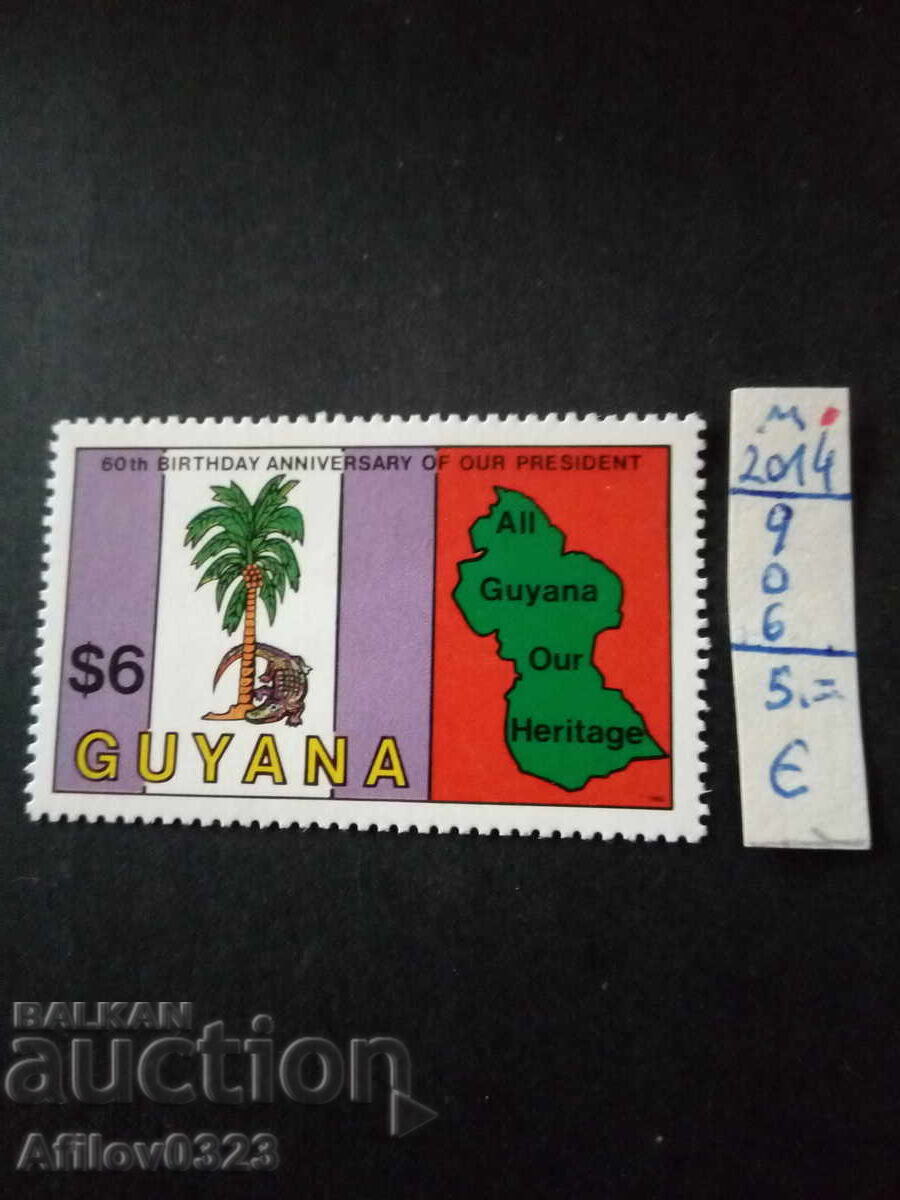 60th BIRTHDAY ANNIVERSARY OF OUR PRESIDENT
All
Guyana
Our
Heritage
$6
GUYANA
M
2014
9
0
6
5.=
€
BALKAN
auction
Afilov0323